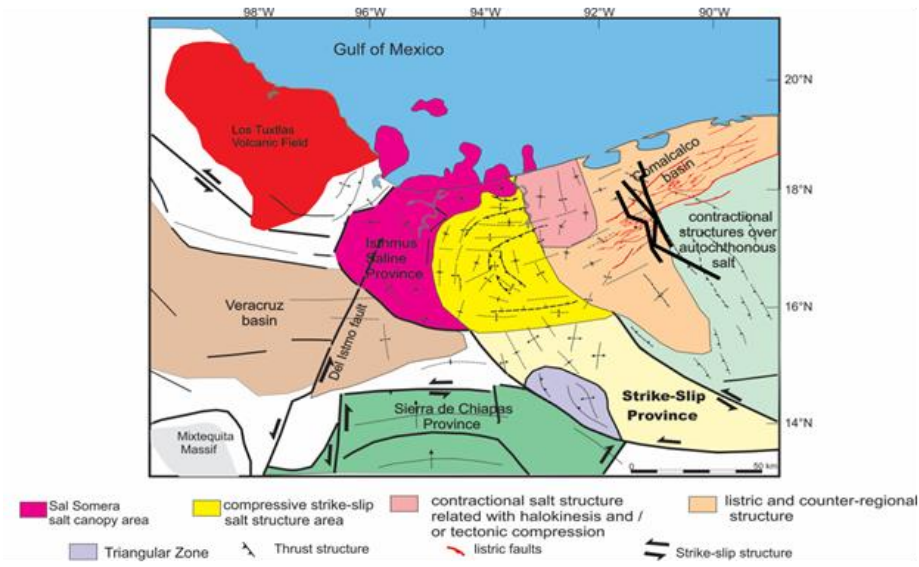 98°W 96°W 94°W 92°W 90°W
Gulf of Mexico
20°N
Los Tuxtlas
Volcanic Field
Comalcalco
basin
18°N
contractional
structures over
autochthonous
salt
Isthmus
Saline
Province
Veracruz
basin
16°N
Del Istmo fault
Strike-Slip
Province
Sierra de Chiapas
Province
14°N
Mixtequita
Massif
0 50 km
Sal Somera
salt canopy area
compressive strike-slip
salt structure area
contractional salt structure
related with halokinesis and /
or tectonic compression
listric and counter-regional
structure
Triangular Zone
Thrust structure
listric faults
Strike-slip structure